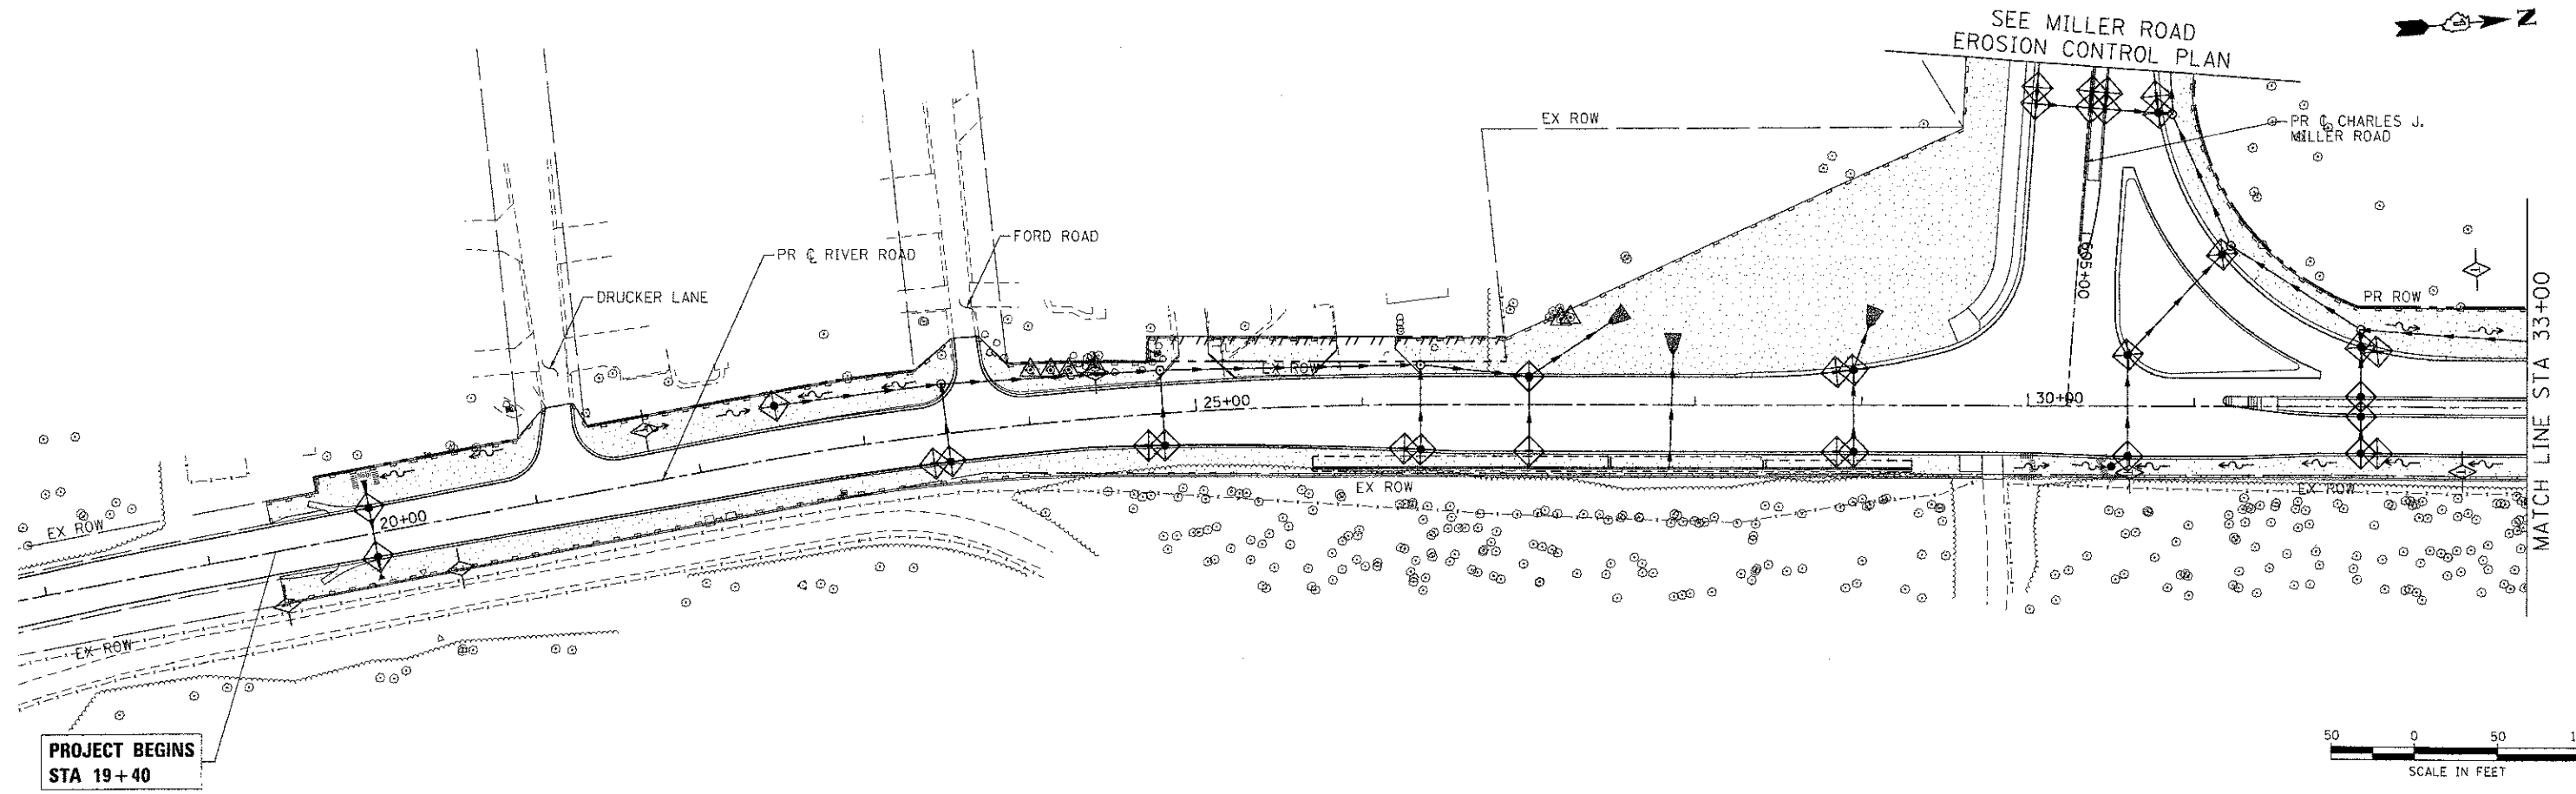 SEE MILLER ROAD
EROSION CONTROL PLAN
N
EX ROW
PR ℄ CHARLES J.
MILLER ROAD
FORD ROAD
PR ℄ RIVER ROAD
DRUCKER LANE
605+00
PR ROW
MATCH LINE STA 33+00
EX ROW
25+00
30+00
EX ROW
EX ROW
20+00
EX ROW
EX ROW
PROJECT BEGINS
STA 19+40
50 0 50
SCALE IN FEET